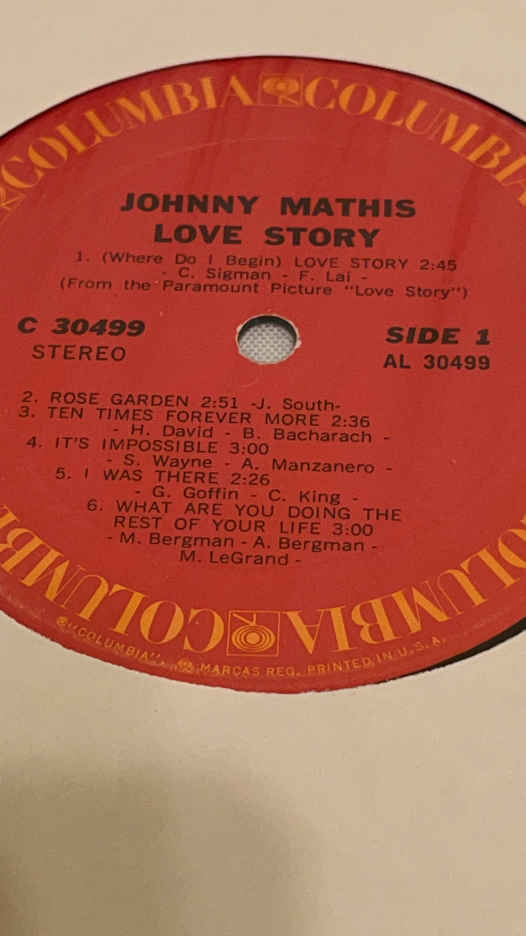 COLUMBIA COLUMBIA
JOHNNY MATHIS
LOVE STORY
1. (Where Do I Begin) LOVE STORY 2:45
- C. Sigman - F. Lai -
(From the Paramount Picture "Love Story")
C 30499
STEREO
SIDE 1
AL 30499
2. ROSE GARDEN 2:51 -J. South-
3. TEN TIMES FOREVER MORE 2:36
- H. David - B. Bacharach -
4. IT'S IMPOSSIBLE 3:00
- S. Wayne - A. Manzanero -
5. I WAS THERE 2:26
- G. Goffin - C. King -
6. WHAT ARE YOU DOING THE
REST OF YOUR LIFE 3:00
- M. Bergman - A. Bergman -
M. LeGrand -
COLUMBIA COLUMBIA
® "COLUMBIA", MARCAS REG. PRINTED IN U.S.A.